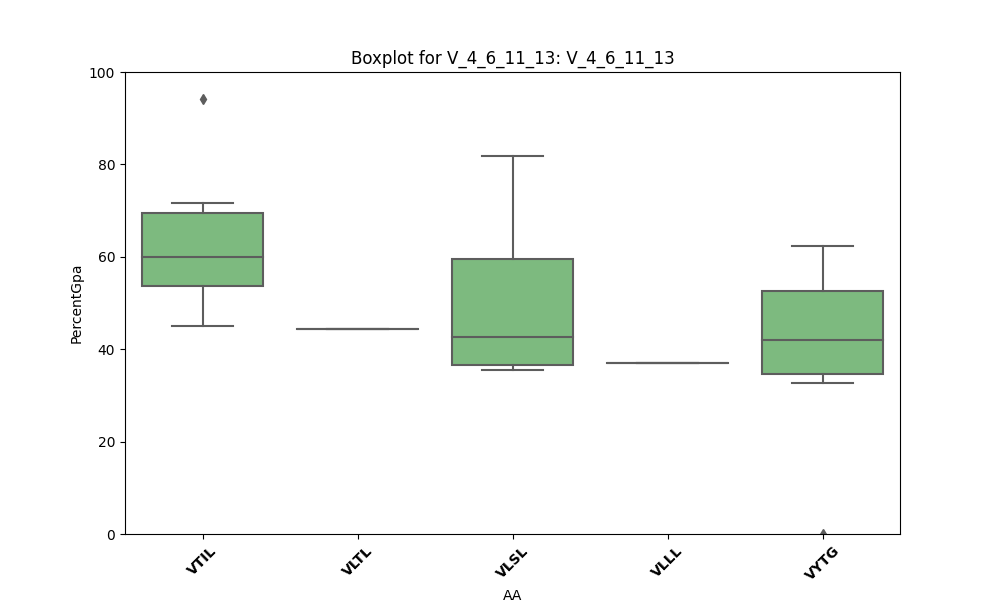 Boxplot for V_4_6_11_13: V_4_6_11_13
100
80
60
40
20
0
PercentGpa
VTIL
VLTL
VLSL
VLLL
VYTG
AA